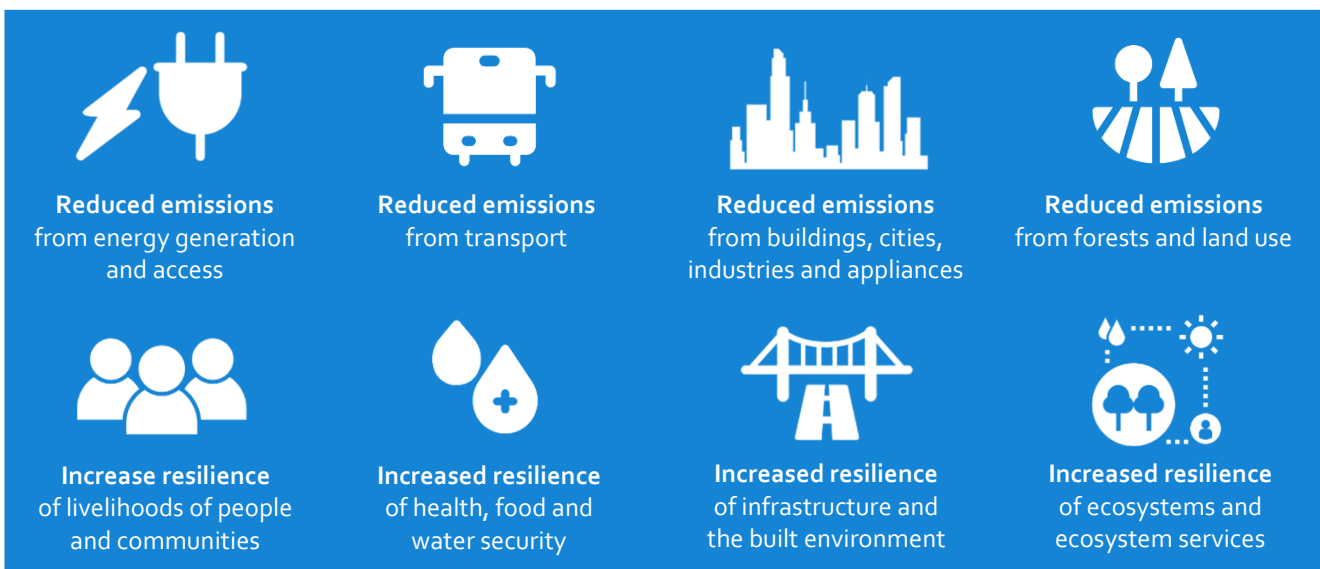 Reduced emissions
from energy generation
and access
Reduced emissions
from transport
Reduced emissions
from buildings, cities,
industries and appliances
Reduced emissions
from forests and land use
Increase resilience
of livelihoods of people
and communities
Increased resilience
of health, food and
water security
Increased resilience
of infrastructure and
the built environment
Increased resilience
of ecosystems and
ecosystem services